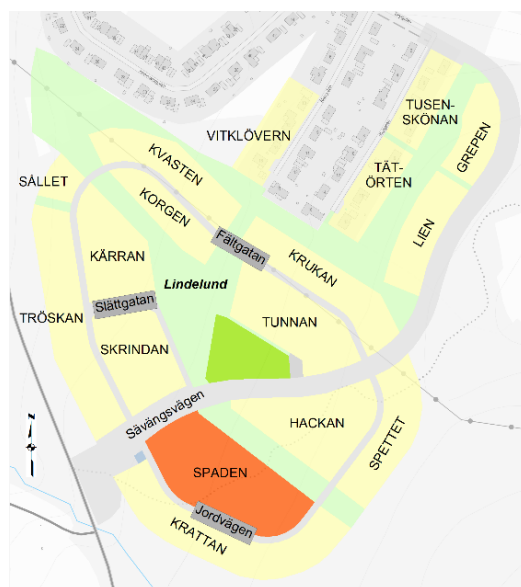 TUSEN-
SKÖNAN
VITKLÖVERN
GREPEN
KVASTEN
TÄT-
ÖRTEN
SÅLLET
KORGEN
LIEN
Fältgatan
KRUKAN
KÄRRAN
Lindelund
Slättgatan
TRÖSKAN
TUNNAN
SKRINDAN
Sävängsvägen
HACKAN
SPETTET
SPADEN
Jordvägen
KRATTAN